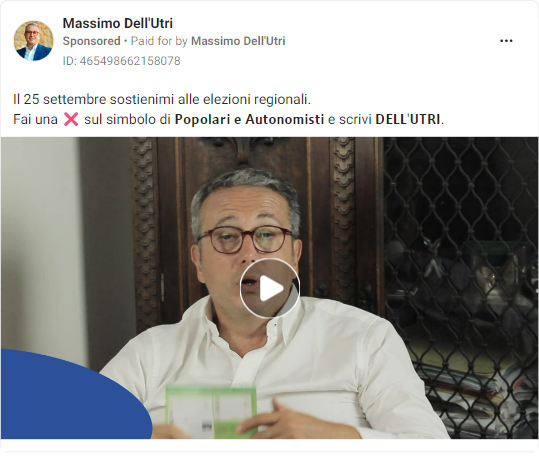 Massimo Dell'Utri
Sponsored • Paid for by Massimo Dell'Utri
ID: 465498662158078
Il 25 settembre sostienimi alle elezioni regionali.
Fai una ❌ sul simbolo di Popolari e Autonomisti e scrivi DELL'UTRI.